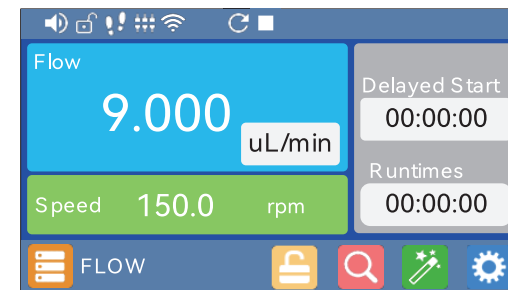 Flow
9.000
uL/min
Speed 150.0 rpm
Delayed Start
00:00:00
Runtimes
00:00:00
FLOW